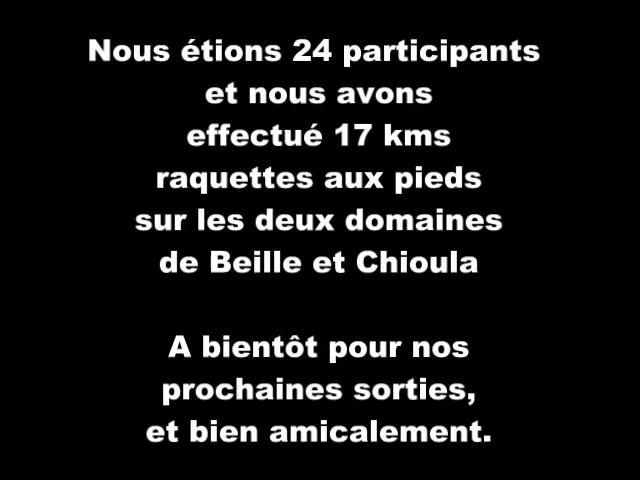 Nous étions 24 participants
et nous avons
effectué 17 kms
raquettes aux pieds
sur les deux domaines
de Beille et Chioula
A bientôt pour nos
prochaines sorties,
et bien amicalement.